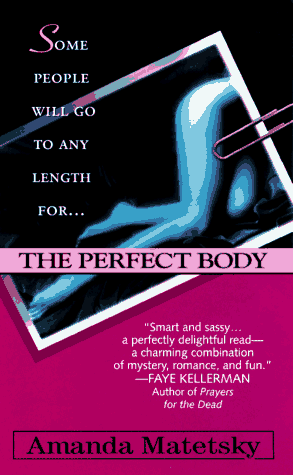 SOME
PEOPLE
WILL GO
TO ANY
LENGTH
FOR...
THE PERFECT BODY
"Smart and sassy...
a perfectly delightful read—
a charming combination
of mystery, romance, and fun."
—FAYE KELLERMAN
Author of Prayers
for the Dead
Amanda Matetsky